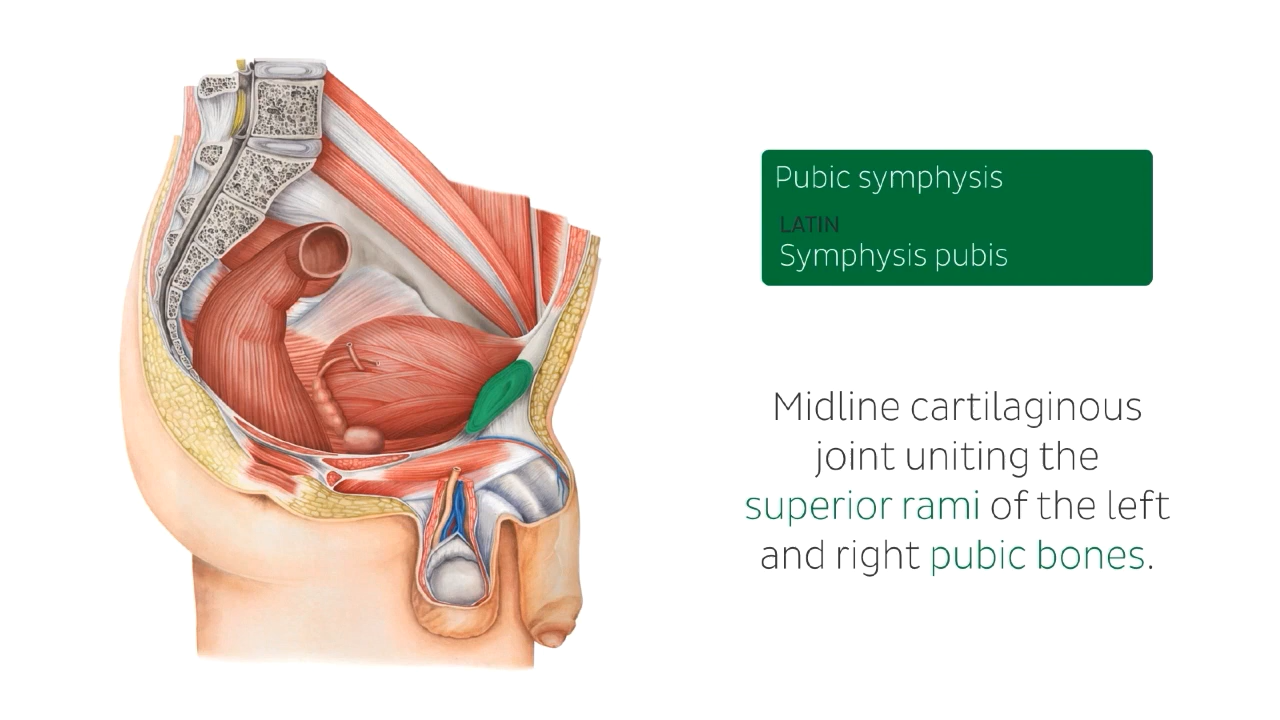 Pubic symphysis
LATIN
Symphysis pubis
Midline cartilaginous
joint uniting the
superior rami of the left
and right pubic bones.